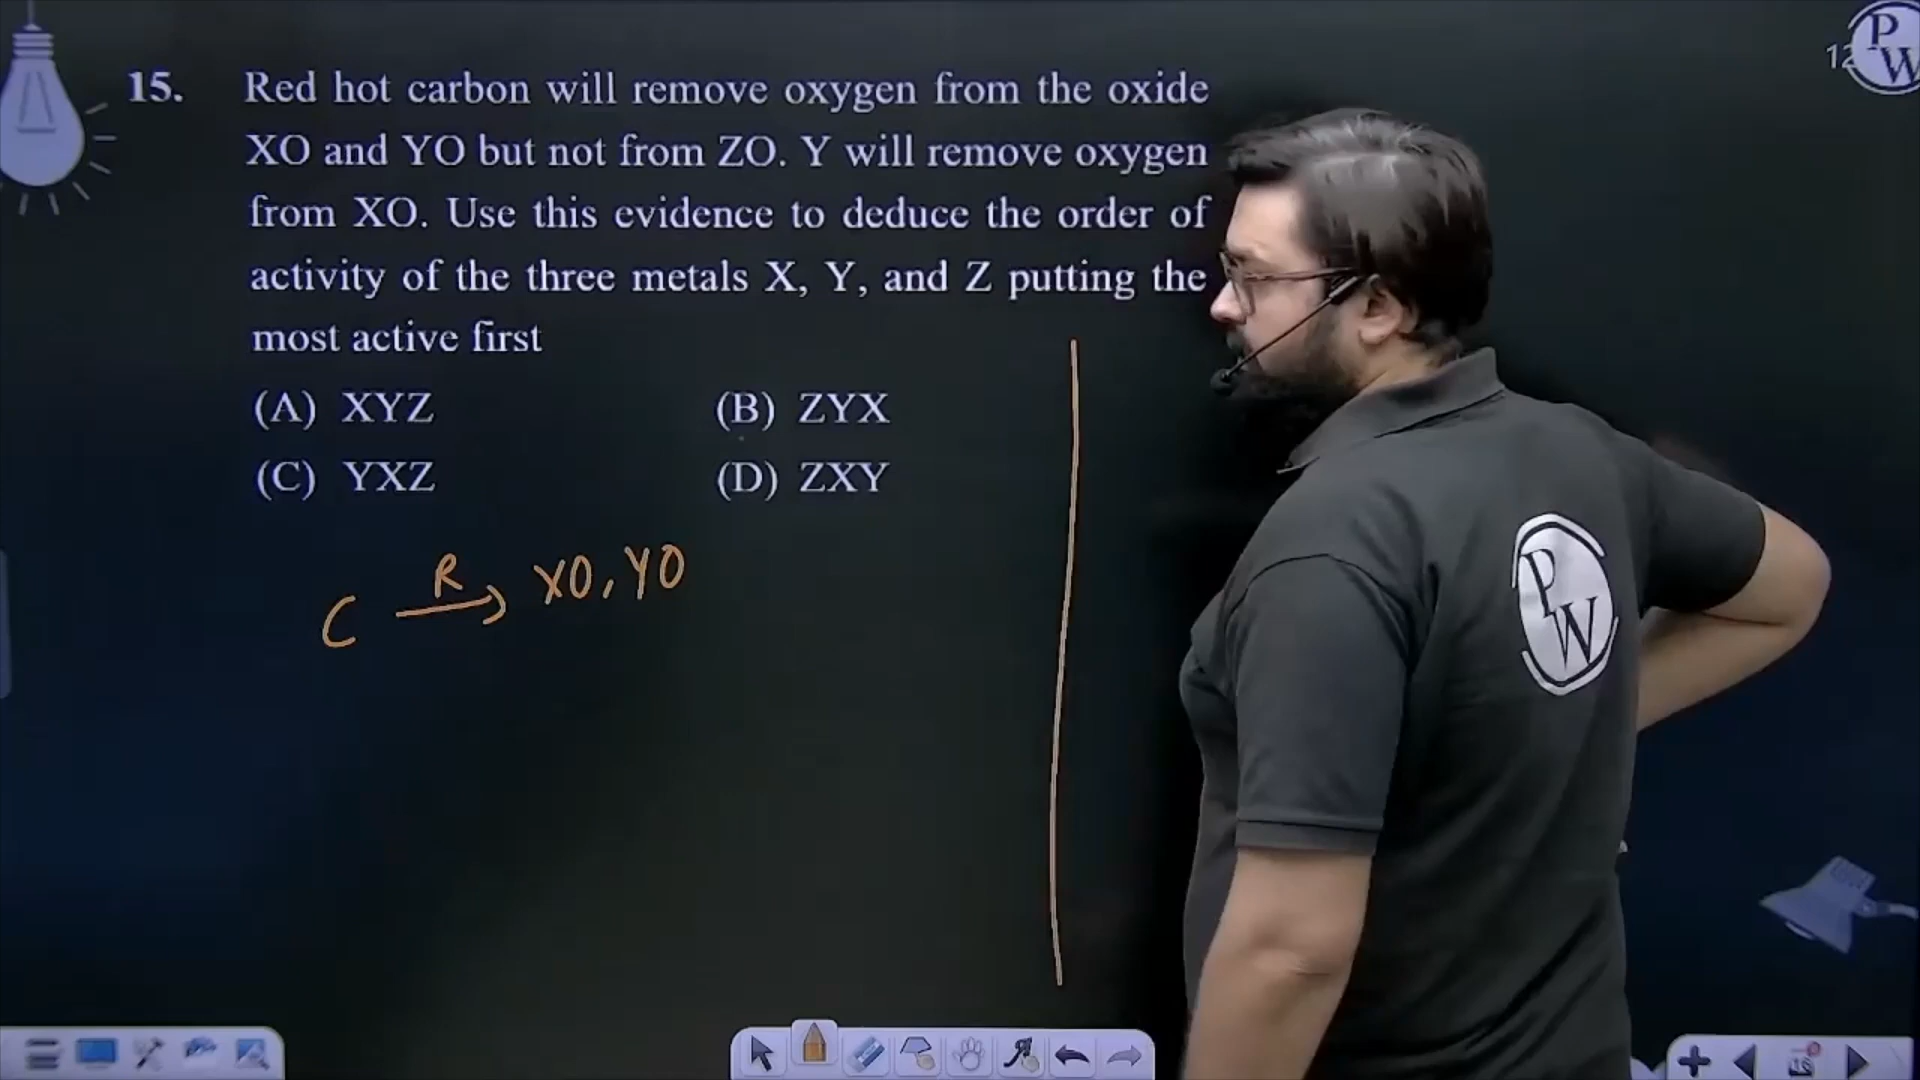 12
PW
15. Red hot carbon will remove oxygen from the oxide
XO and YO but not from ZO. Y will remove oxygen
from XO. Use this evidence to deduce the order of
activity of the three metals X, Y, and Z putting the
most active first
(A) XYZ (B) ZYX
(C) YXZ (D) ZXY
C R XO, YO
PW